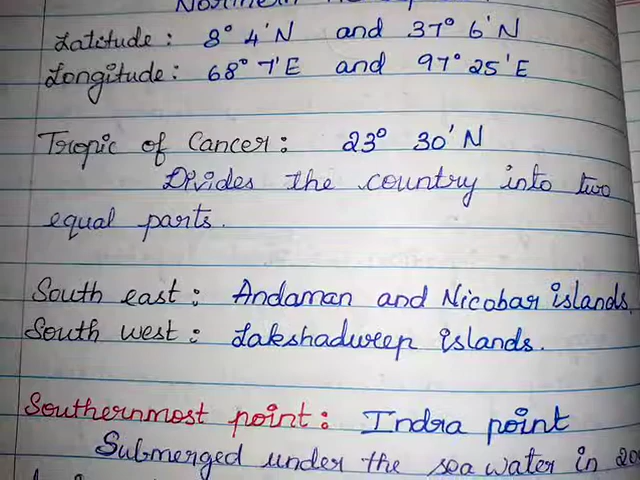 Latitude: 8° 4'N and 37° 6'N
Longitude: 68° 7'E and 97° 25'E
Tropic of Cancer: 23° 30'N
Divides the country into two
equal parts.
South east: Andaman and Nicobar islands.
South west: Lakshadweep islands.
Southernmost point: Indra point
Submerged under the sea water in 20